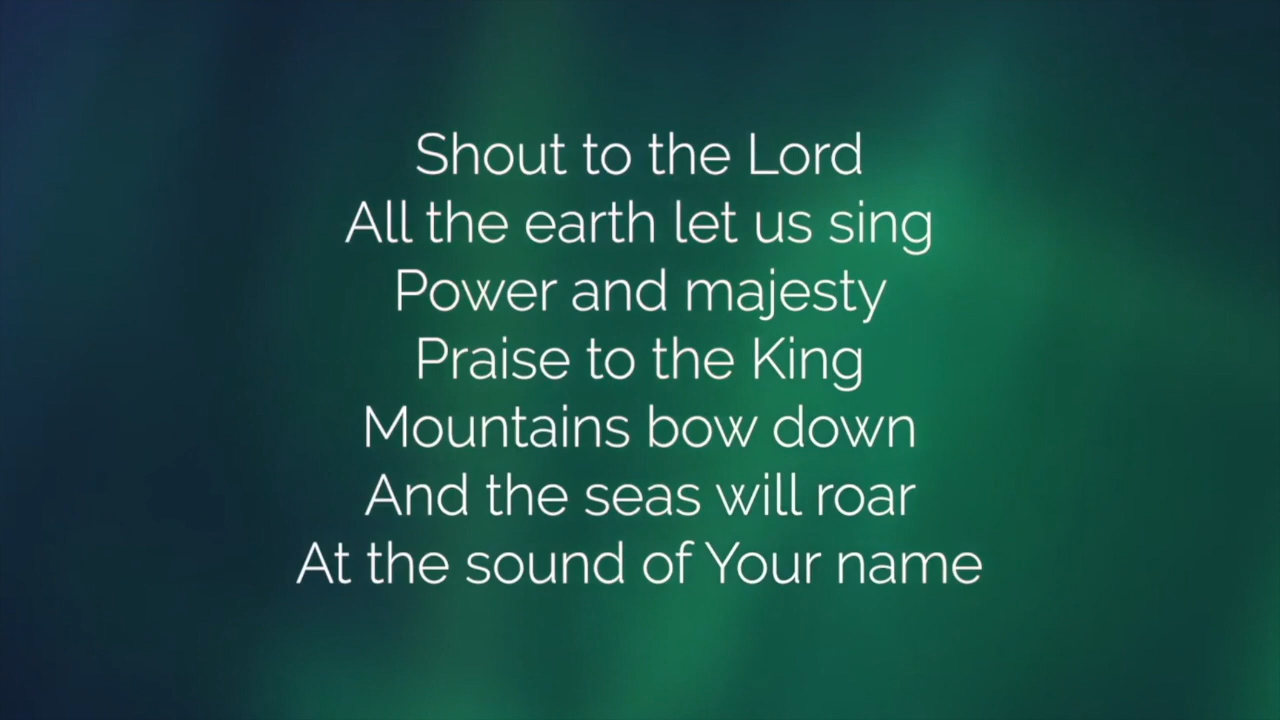 Shout to the Lord
All the earth let us sing
Power and majesty
Praise to the King
Mountains bow down
And the seas will roar
At the sound of Your name